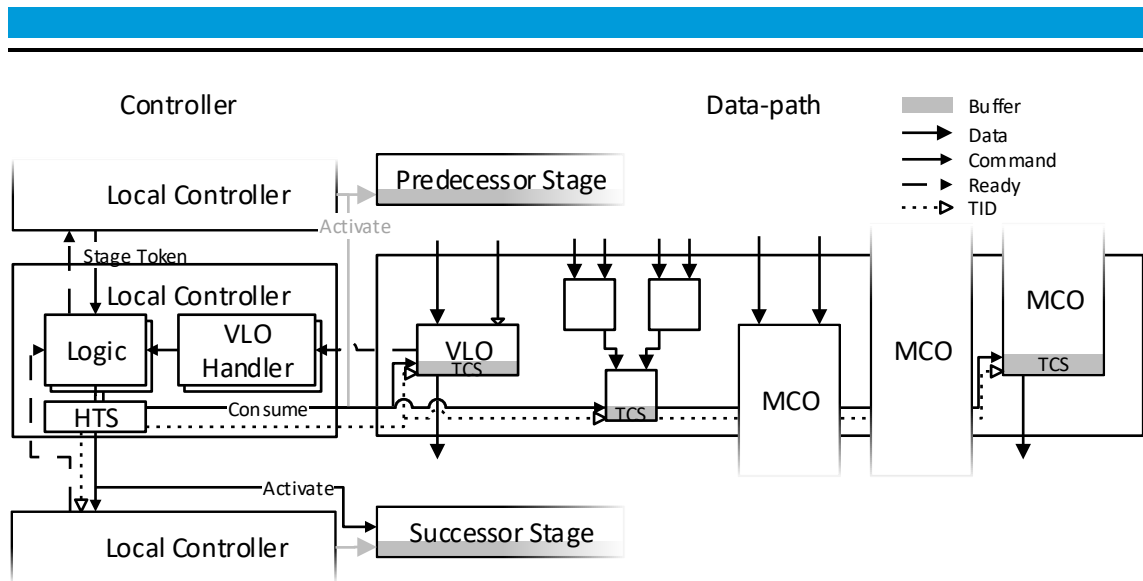 Controller
Data-path
Buffer
Data
Command
Ready
TID
Local Controller
Predecessor Stage
Activate
Stage Token
Local Controller
Logic
VLO
Handler
VLO
TCS
MCO
MCO
MCO
TCS
HTS
Consume
TCS
Activate
Local Controller
Successor Stage